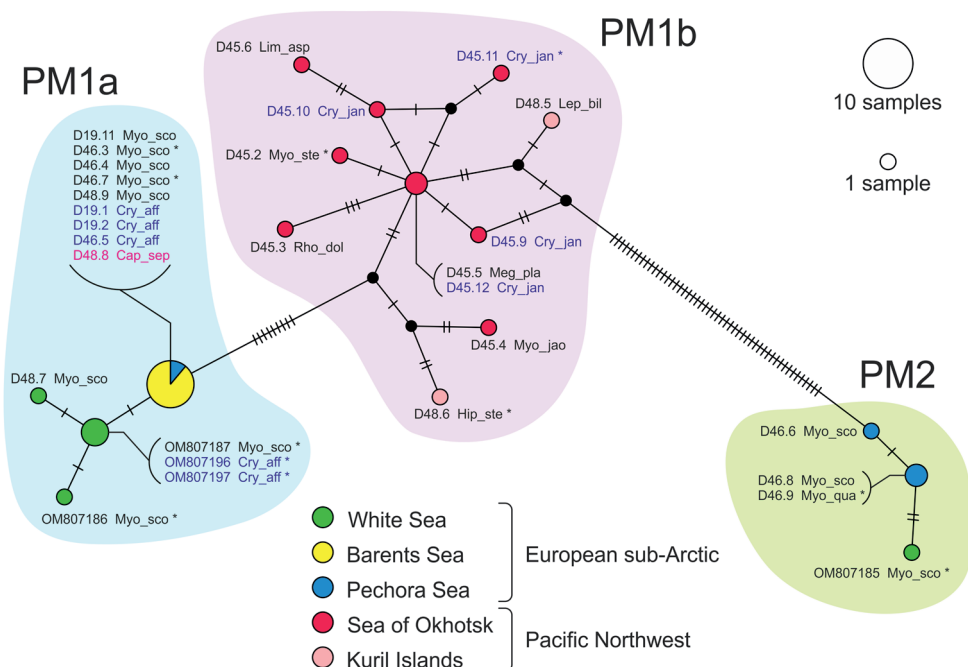 PM1a
D19.11 Myo_sco
D46.3 Myo_sco *
D46.4 Myo_sco
D46.7 Myo_sco *
D48.9 Myo_sco
D19.1 Cry_aff
D19.2 Cry_aff
D46.5 Cry_aff
D48.8 Cap_sep
D48.7 Myo_sco
OM807187 Myo_sco *
OM807196 Cry_aff *
OM807197 Cry_aff *
OM807186 Myo_sco *
PM1b
D45.6 Lim_asp
D45.11 Cry_jan *
D45.10 Cry_jan
D48.5 Lep_bil
D45.2 Myo_ste *
D45.3 Rho_dol
D45.9 Cry_jan
D45.5 Meg_pla
D45.12 Cry_jan
D45.4 Myo_jao
D48.6 Hip_ste *
10 samples
1 sample
PM2
D46.6 Myo_sco
D46.8 Myo_sco
D46.9 Myo_qua *
OM807185 Myo_sco *
White Sea
Barents Sea
Pechora Sea
European sub-Arctic
Sea of Okhotsk
Kuril Islands
Pacific Northwest